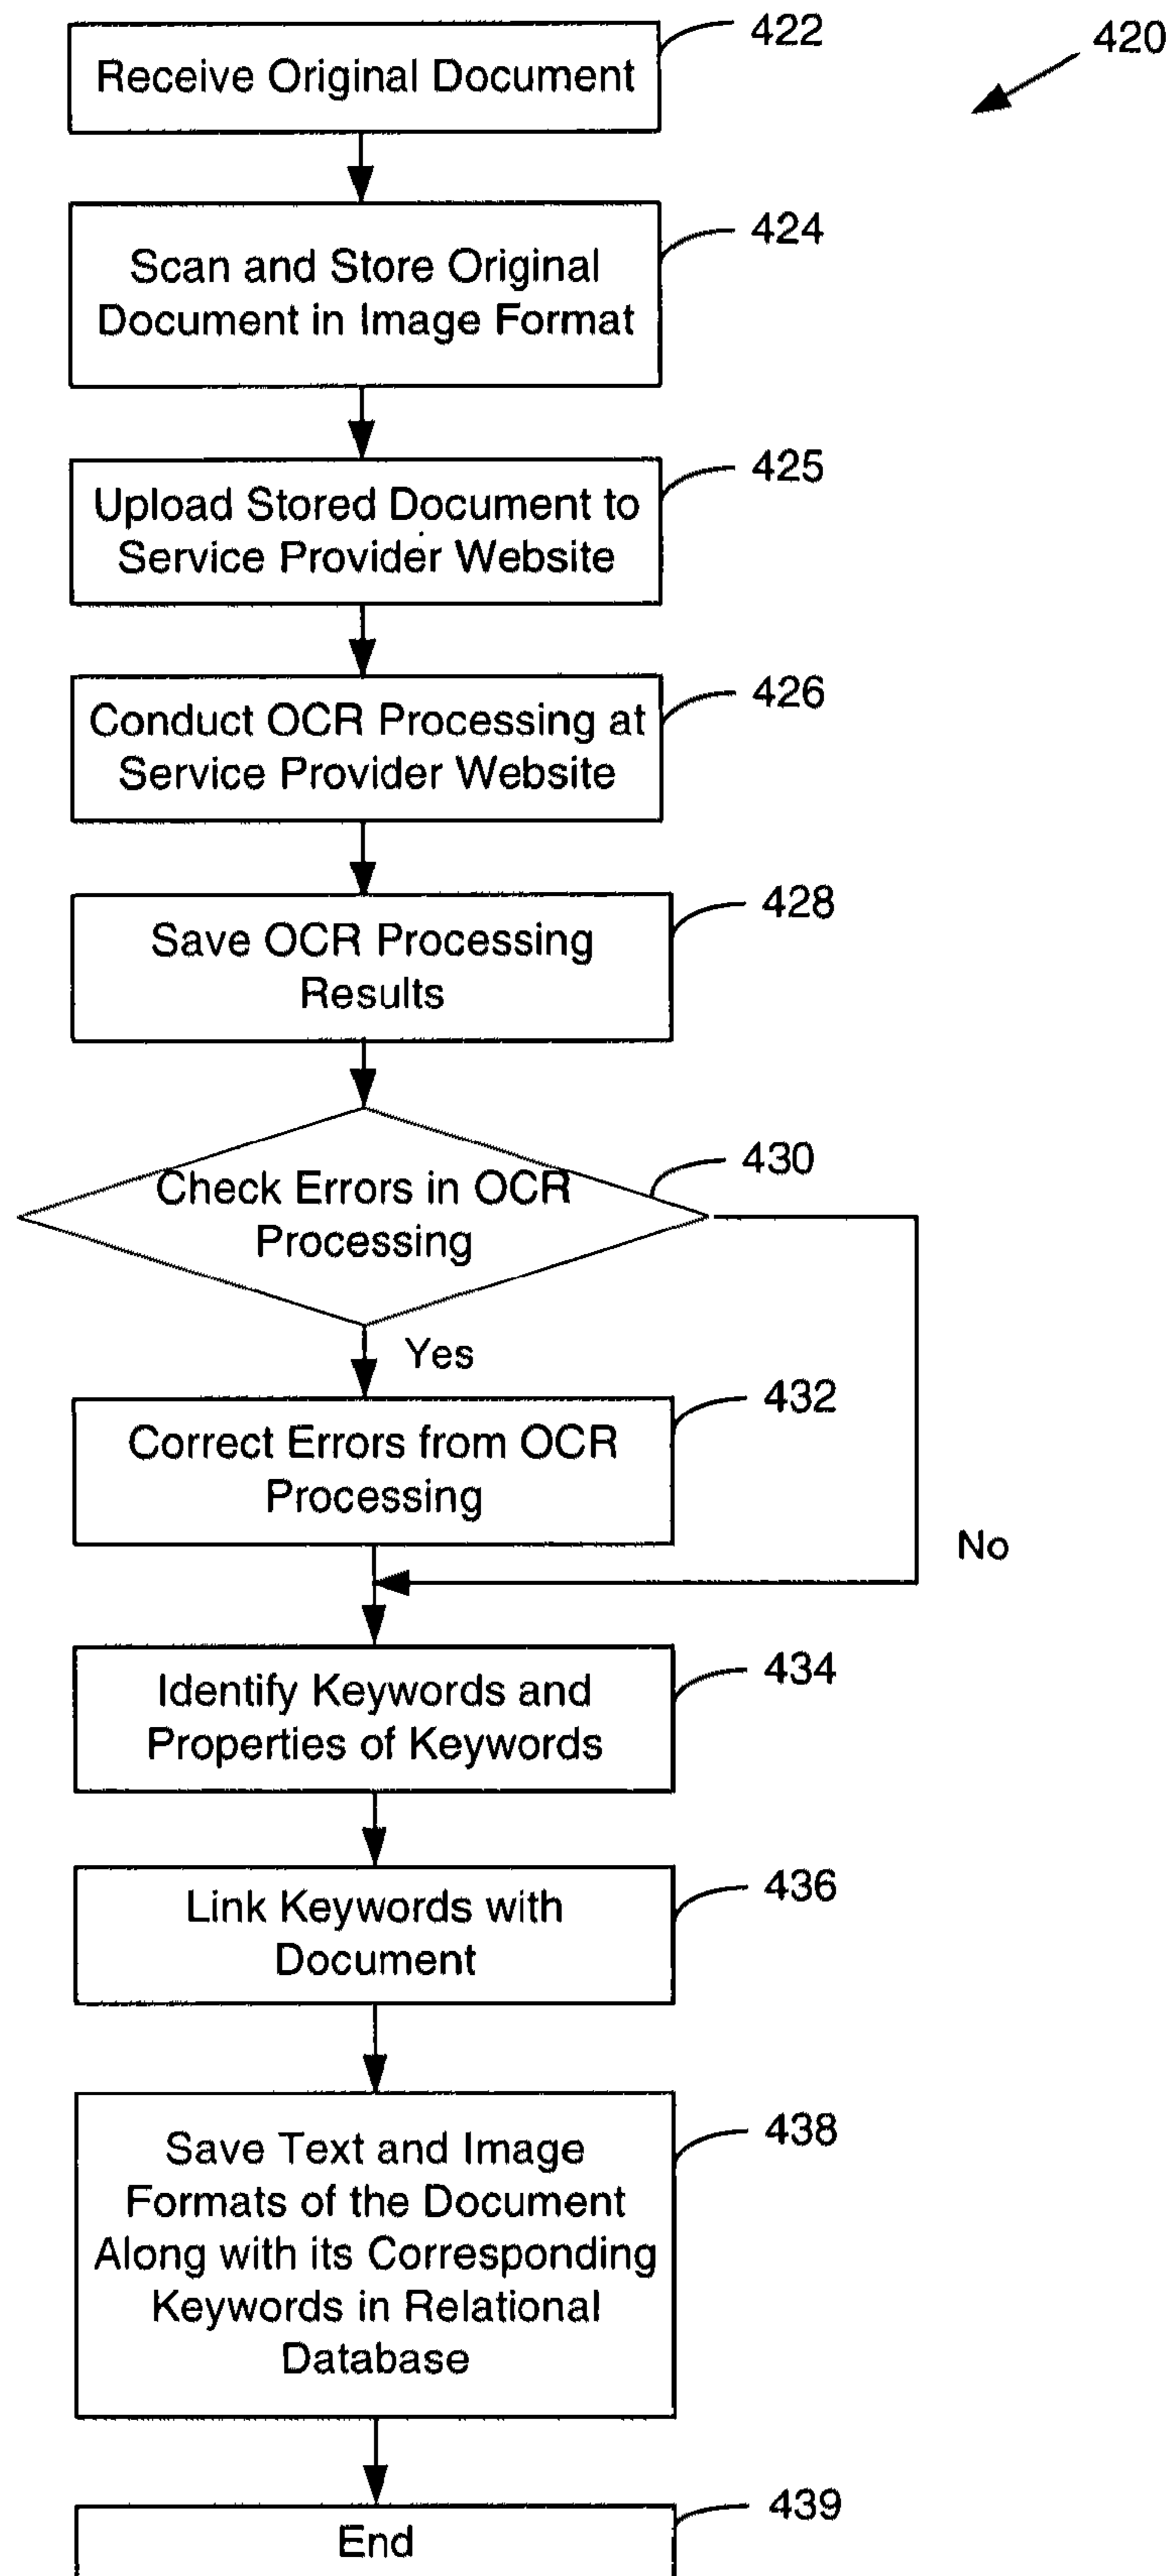 422
420
Receive Original Document
424
Scan and Store Original
Document in Image Format
425
Upload Stored Document to
Service Provider Website
426
Conduct OCR Processing at
Service Provider Website
428
Save OCR Processing
Results
430
Check Errors in OCR
Processing
Yes
432
Correct Errors from OCR
Processing
No
434
Identify Keywords and
Properties of Keywords
436
Link Keywords with
Document
438
Save Text and Image
Formats of the Document
Along with its Corresponding
Keywords in Relational
Database
439
End